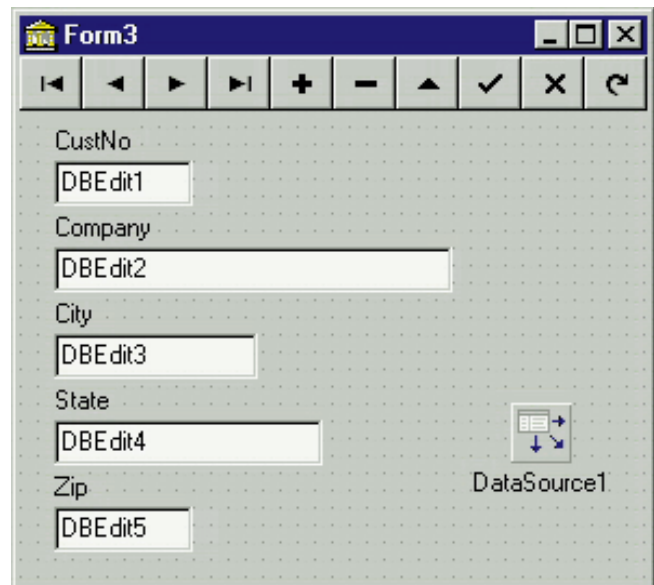 Form3
CustNo
DBEdit1
Company
DBEdit2
City
DBEdit3
State
DBEdit4
DataSource1
Zip
DBEdit5